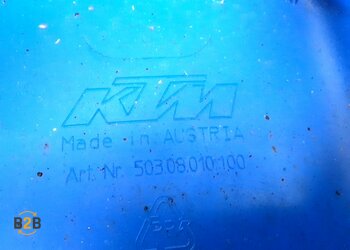 KTM
Made in AUSTRIA
Art. Nr. 503.08.010.100
B2B